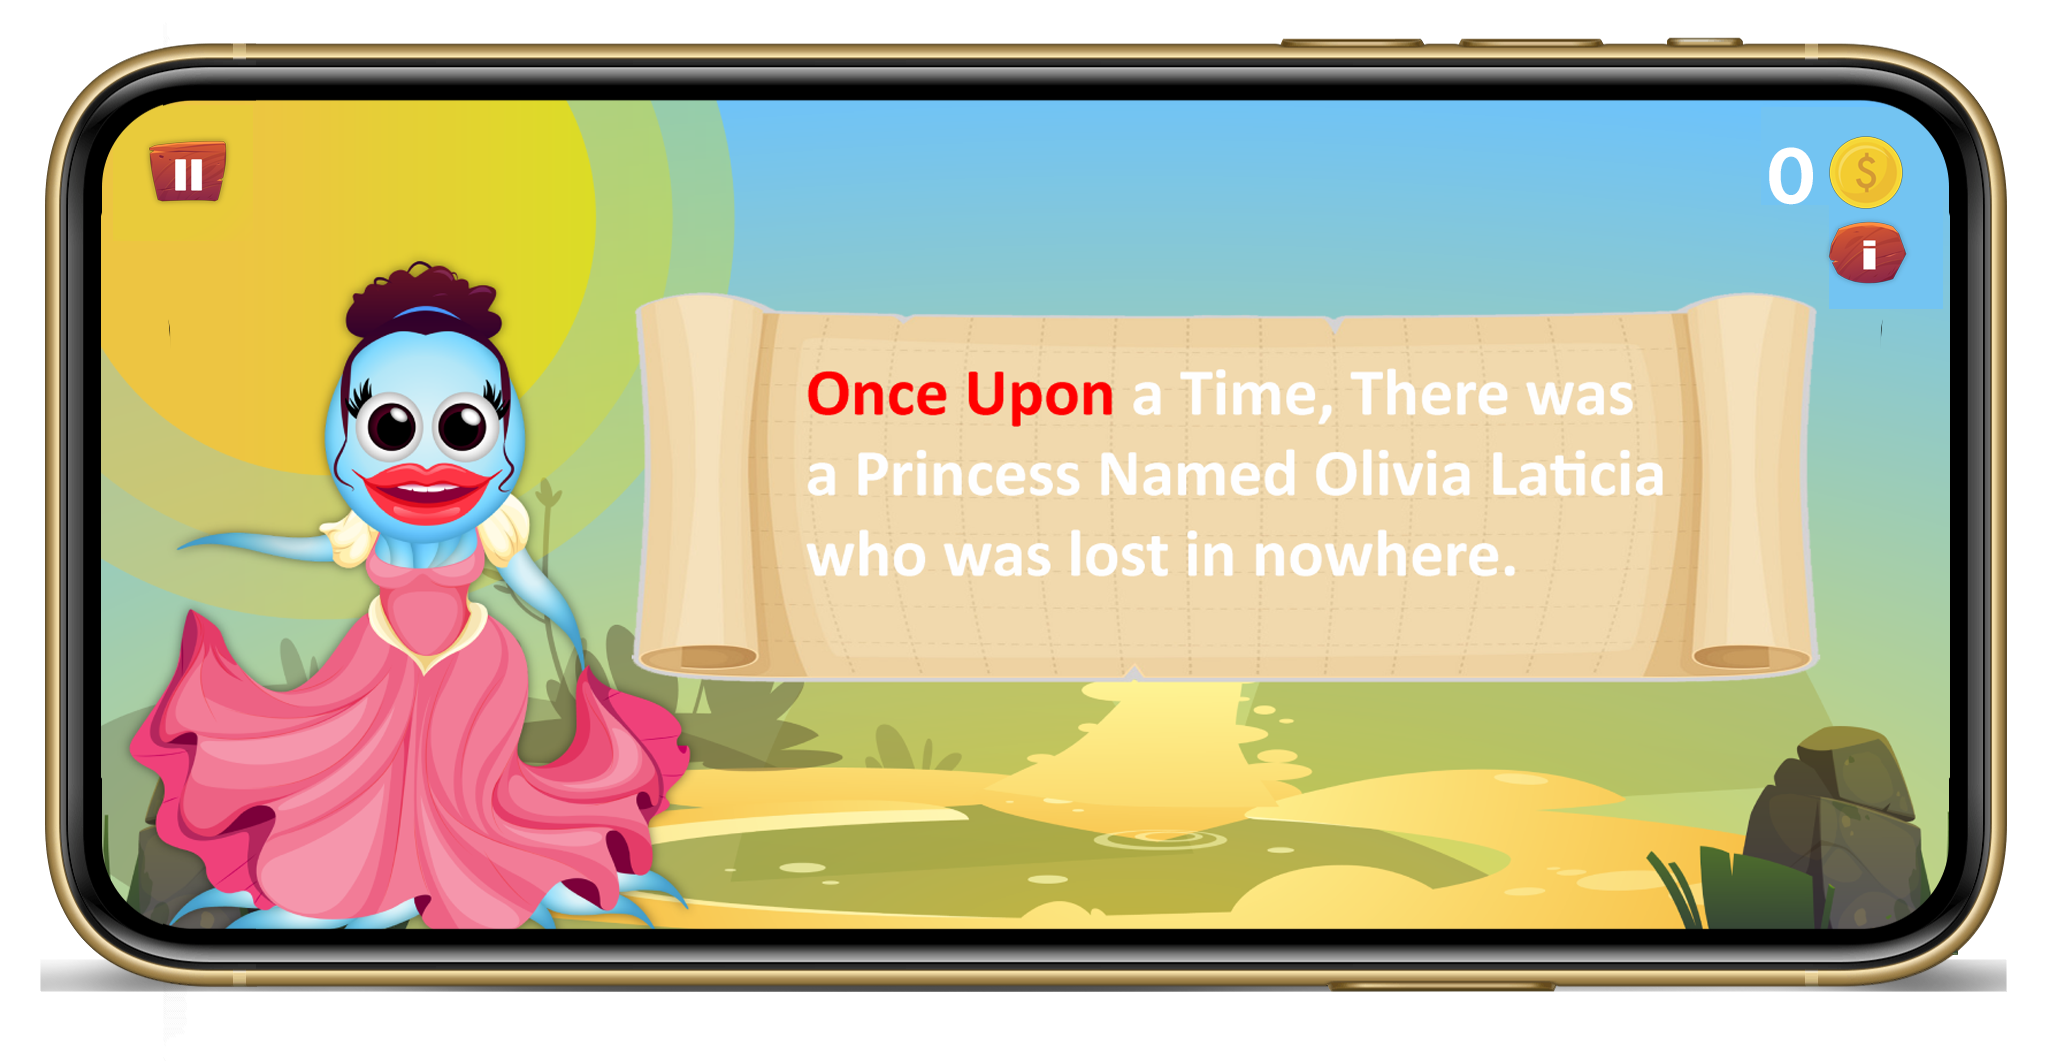 0
$
i
Once Upon a Time, There was
a Princess Named Olivia Laticia
who was lost in nowhere.